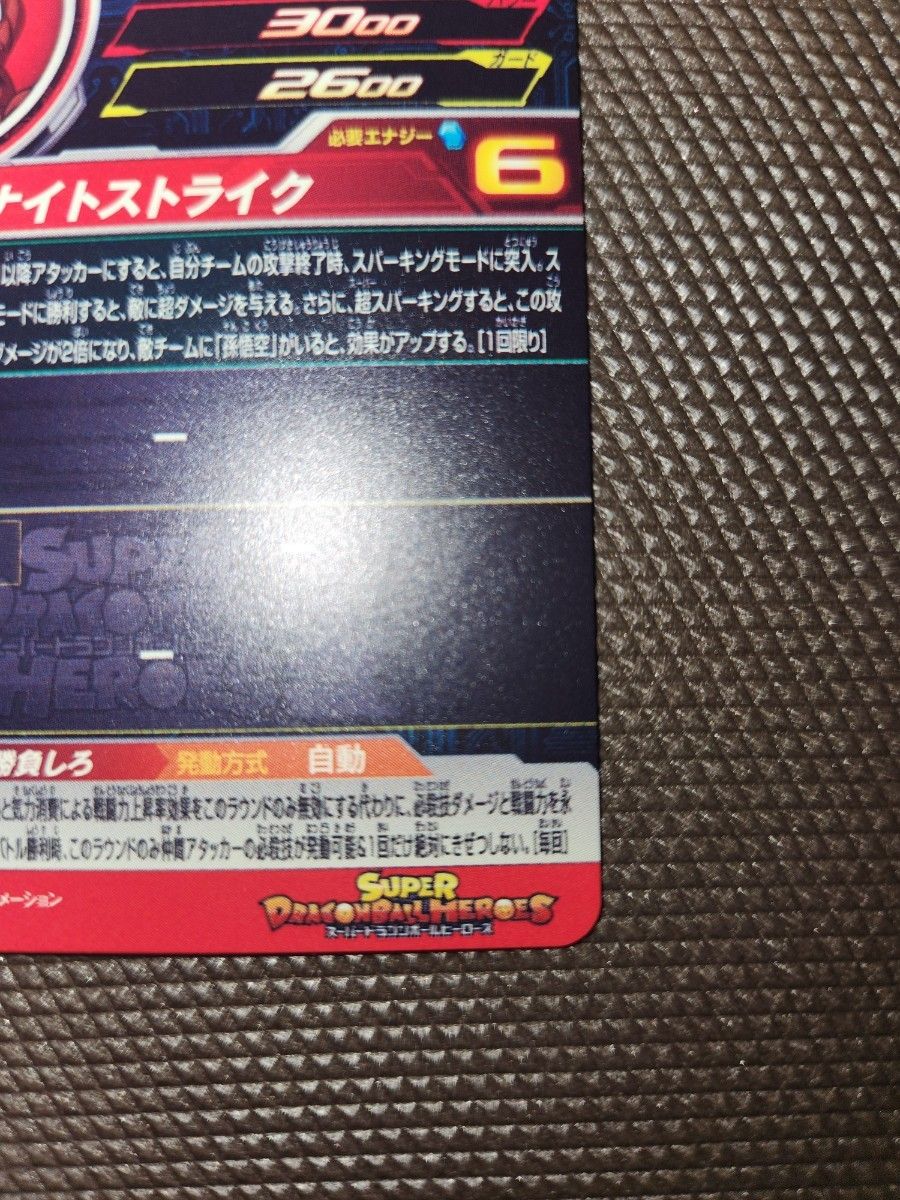 パワー
3000
ガード
2600
必要エナジー
6
ナイトストライク
以降アタッカーにすると、自分チームの攻撃終了時、スパーキングモードに突入。ス
モードに勝利すると、敵に超ダメージを与える。さらに、超スパーキングすると、この攻
ダメージが2倍になり、敵チームに「孫悟空」がいると、効果がアップする。[1回限り]
勝負しろ
発動方式
自動
と気力消費による戦闘力上昇率効果をこのラウンドのみ無効にする代わりに、必殺技ダメージと戦闘力を永
バトル勝利時、このラウンドのみ仲間アタッカーの必殺技が発動可能&1回だけ絶対にきぜつしない。[毎回]
メーション
SUPER
DRAGONBALL HEROES
スーパードラゴンボールヒーローズ